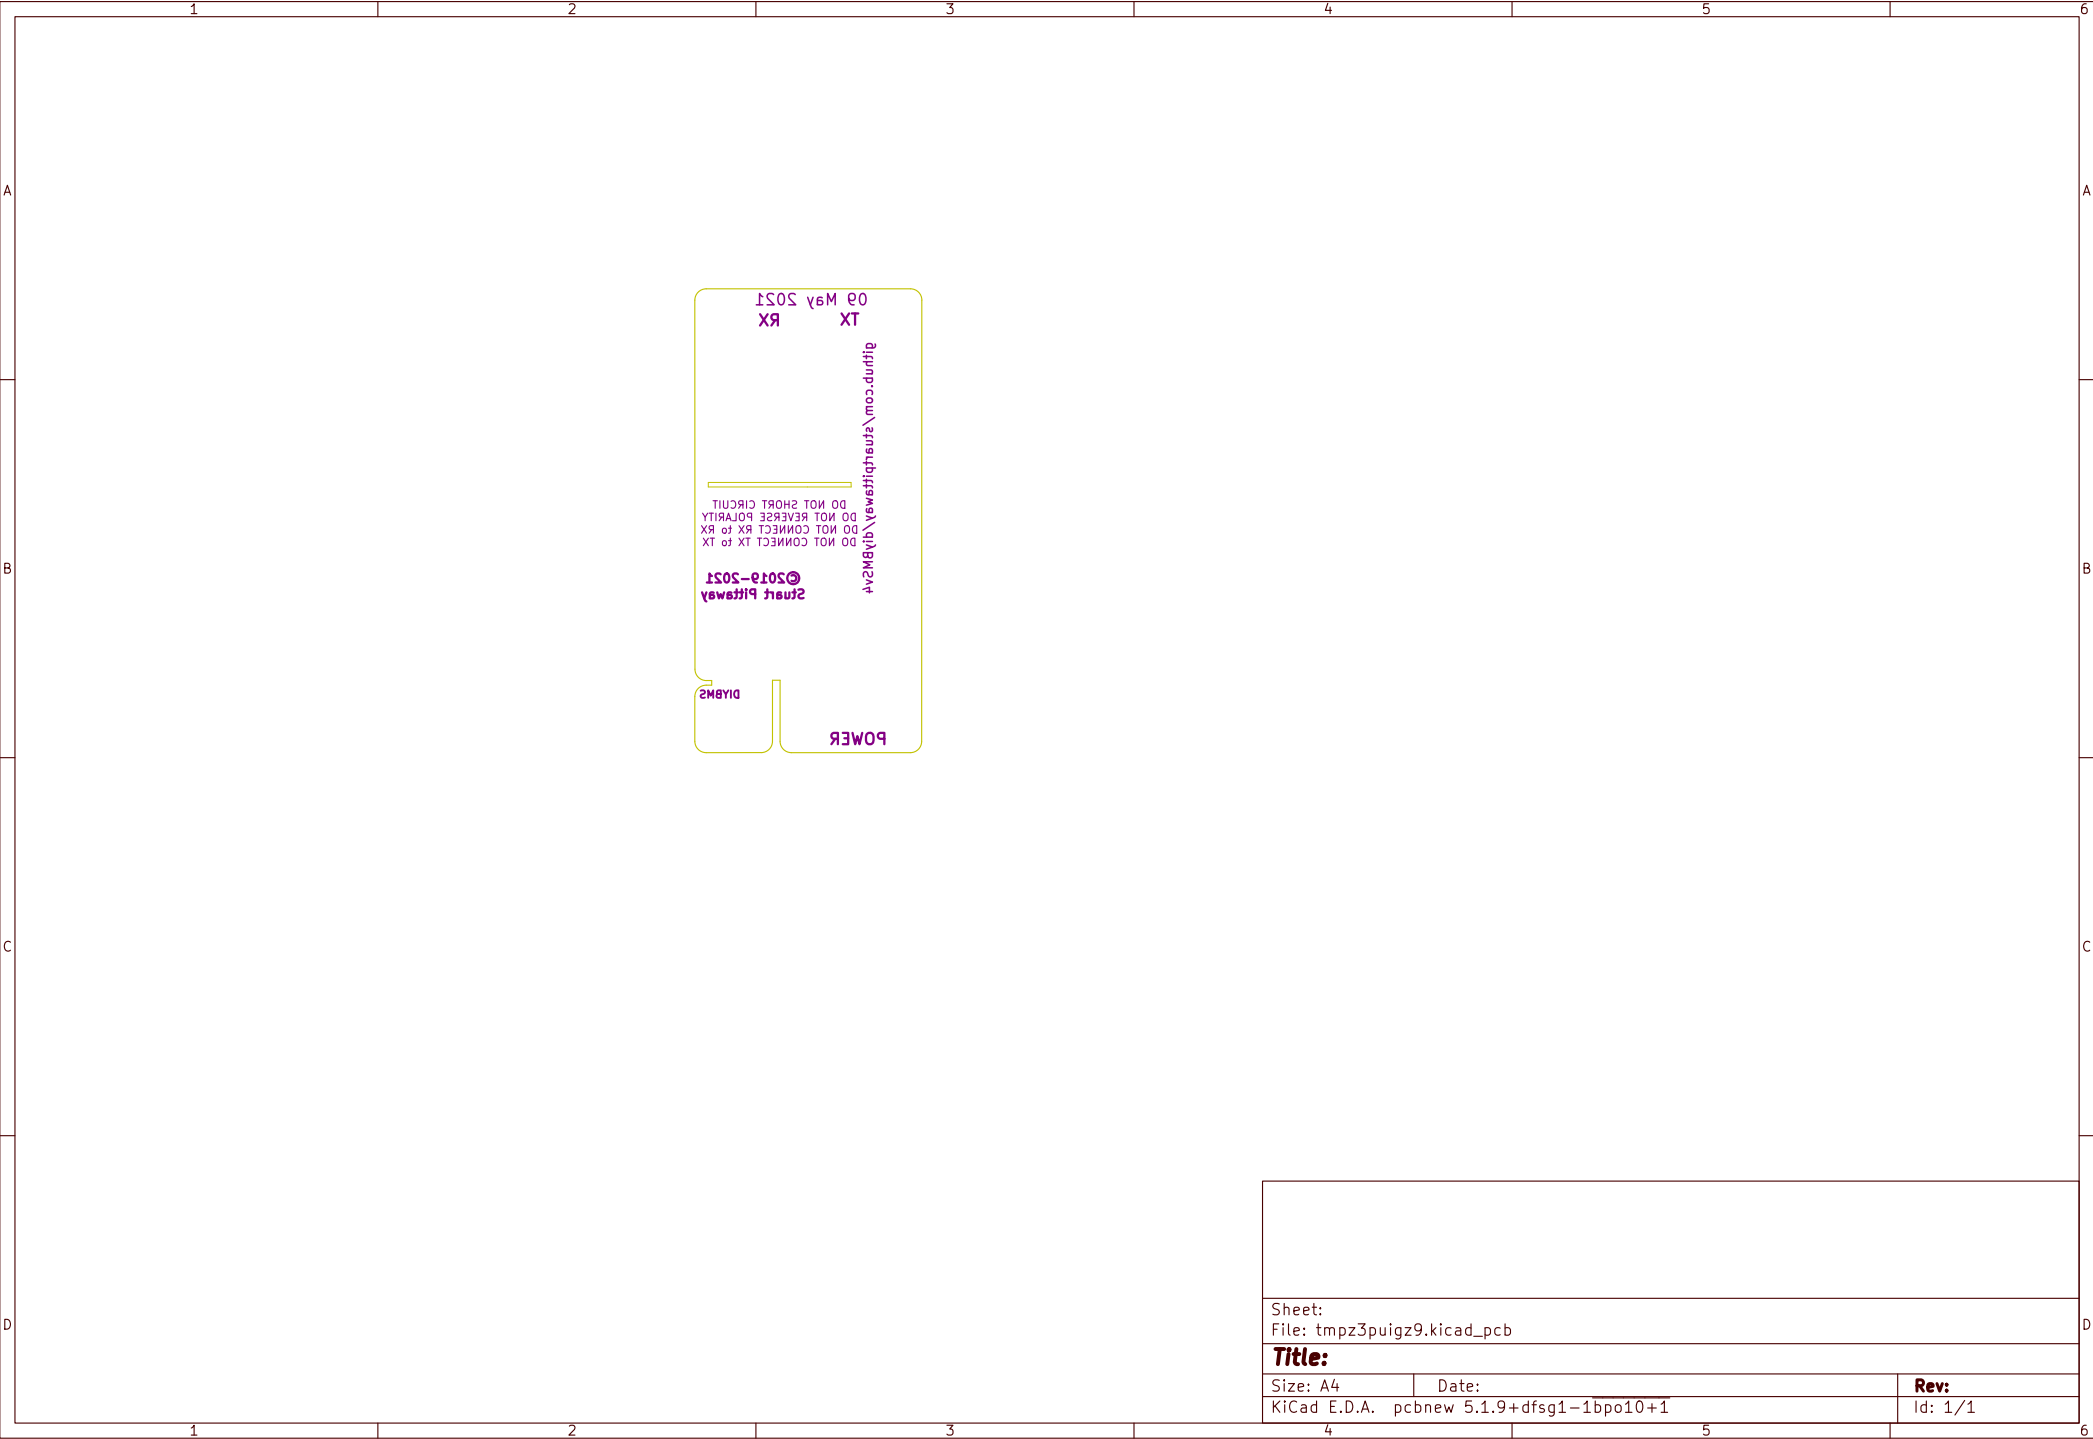 1 2 3 4 5 6
A A
09 May 2021
RX TX
github.com/stuartpittaway/diyBMSv4
DO NOT SHORT CIRCUIT
DO NOT REVERSE POLARITY
DO NOT CONNECT RX to RX
DO NOT CONNECT TX to TX
B B
©2019-2021
Stuart Pittaway
DIYBMS
POWER
C C
Sheet:
File: tmpz3puigz9.kicad_pcb
D D
Title:
Size: A4 Date: Rev:
KiCad E.D.A. pcbnew 5.1.9+dfsg1-1bpo10+1 Id: 1/1
1 2 3 4 5 6